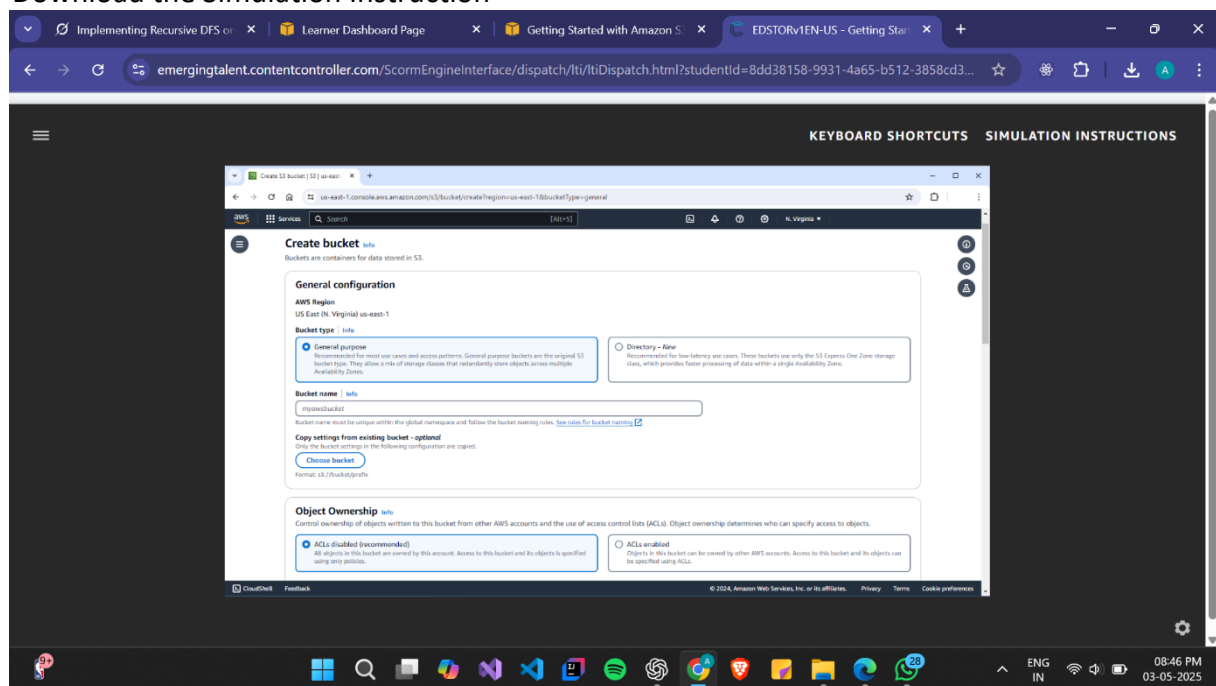 Download the Simulation Instruction
Implementing Recursive DFS or
Learner Dashboard Page
Getting Started with Amazon S
EDSTORv1EN-US - Getting Star
emergingtalent.contentcontroller.com/ScormEngineInterface/dispatch/lti/ltiDispatch.html?studentId=8dd38158-9931-4a65-b512-3858cd3...
A
KEYBOARD SHORTCUTS SIMULATION INSTRUCTIONS
Create S3 bucket | S3 | us-east-
us-east-1.console.aws.amazon.com/s3/bucket/create?region=us-east-1&bucketType=general
aws Services Search [Alt+S] N. Virginia
Create bucket Info
Buckets are containers for data stored in S3.
General configuration
AWS Region
US East (N. Virginia) us-east-1
Bucket type Info
General purpose
Recommended for most use cases and access patterns. General purpose buckets are the original S3
bucket type. They allow a mix of storage classes that redundantly store objects across multiple
Availability Zones.
Directory - New
Recommended for low-latency use cases. These buckets use only the S3 Express One Zone storage
class, which provides faster processing of data within a single Availability Zone.
Bucket name Info
myawsbucket
Bucket name must be unique within the global namespace and follow the bucket naming rules. See rules for bucket naming
Copy settings from existing bucket - optional
Only the bucket settings in the following configuration are copied.
Choose bucket
Format: s3://bucket/prefix
Object Ownership Info
Control ownership of objects written to this bucket from other AWS accounts and the use of access control lists (ACLs). Object ownership determines who can specify access to objects.
ACLs disabled (recommended)
All objects in this bucket are owned by this account. Access to this bucket and its objects is specified
using only policies.
ACLs enabled
Objects in this bucket can be owned by other AWS accounts. Access to this bucket and its objects can
be specified using ACLs.
CloudShell Feedback © 2024, Amazon Web Services, Inc. or its affiliates. Privacy Terms Cookie preferences
9+
28
ENG
IN
08:46 PM
03-05-2025